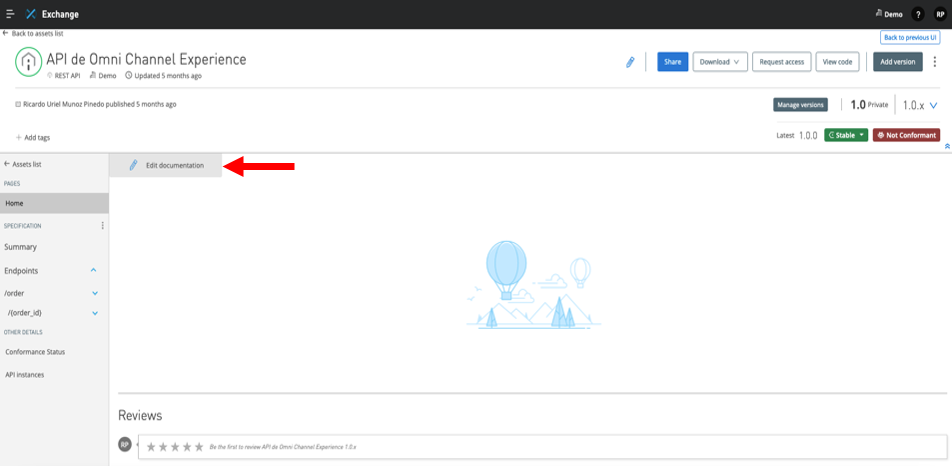 Exchange
Demo
?
RP
Back to assets list
Back to previous UI
API de Omni Channel Experience
REST API
Demo
Updated 5 months ago
Share
Download
Request access
View code
Add version
Ricardo Uriel Munoz Pinedo published 5 months ago
Manage versions
1.0 Private
1.0.x
Add tags
Latest 1.0.0
Stable
Not Conformant
Assets list
Edit documentation
PAGES
Home
SPECIFICATION
Summary
Endpoints
/order
/{order_id}
OTHER DETAILS
Conformance Status
API instances
Reviews
RP
Be the first to review API de Omni Channel Experience 1.0.x